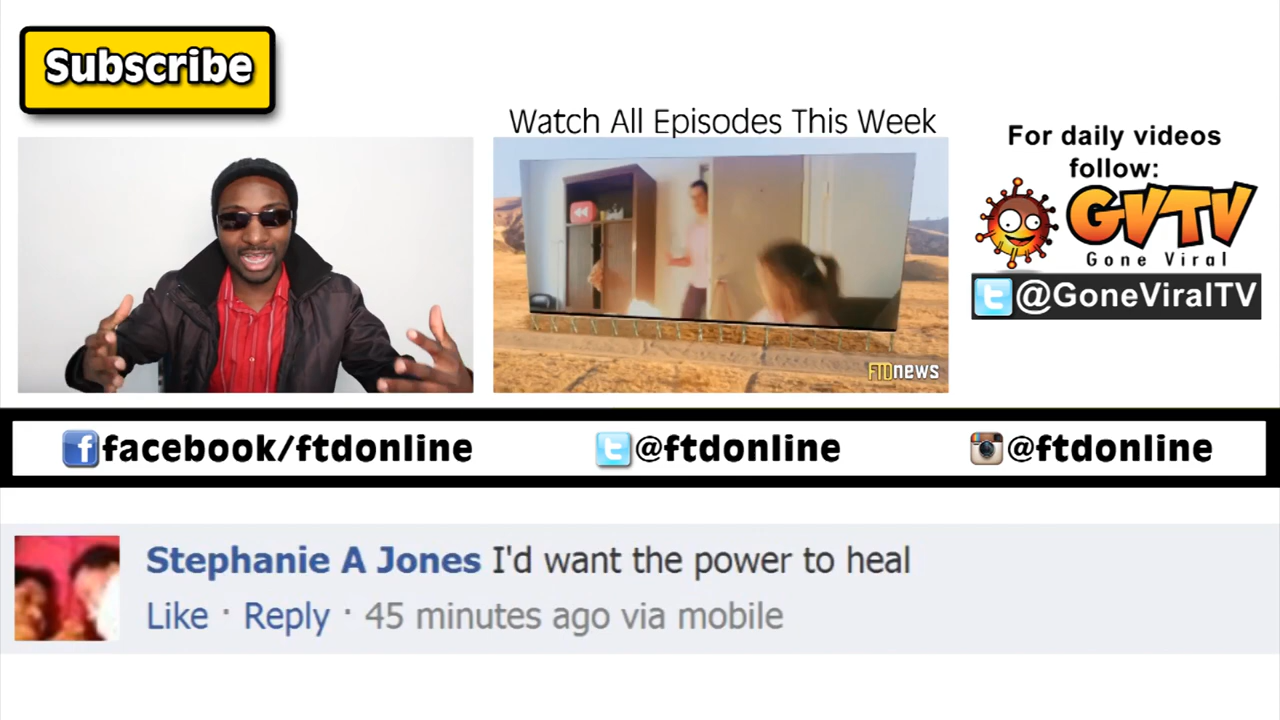 Subscribe
Watch All Episodes This Week
For daily videos
follow:
GVTV
Gone Viral
@GoneViralTV
FTDnews
facebook/ftdonline
@ftdonline
@ftdonline
Stephanie A Jones I'd want the power to heal
Like · Reply · 45 minutes ago via mobile